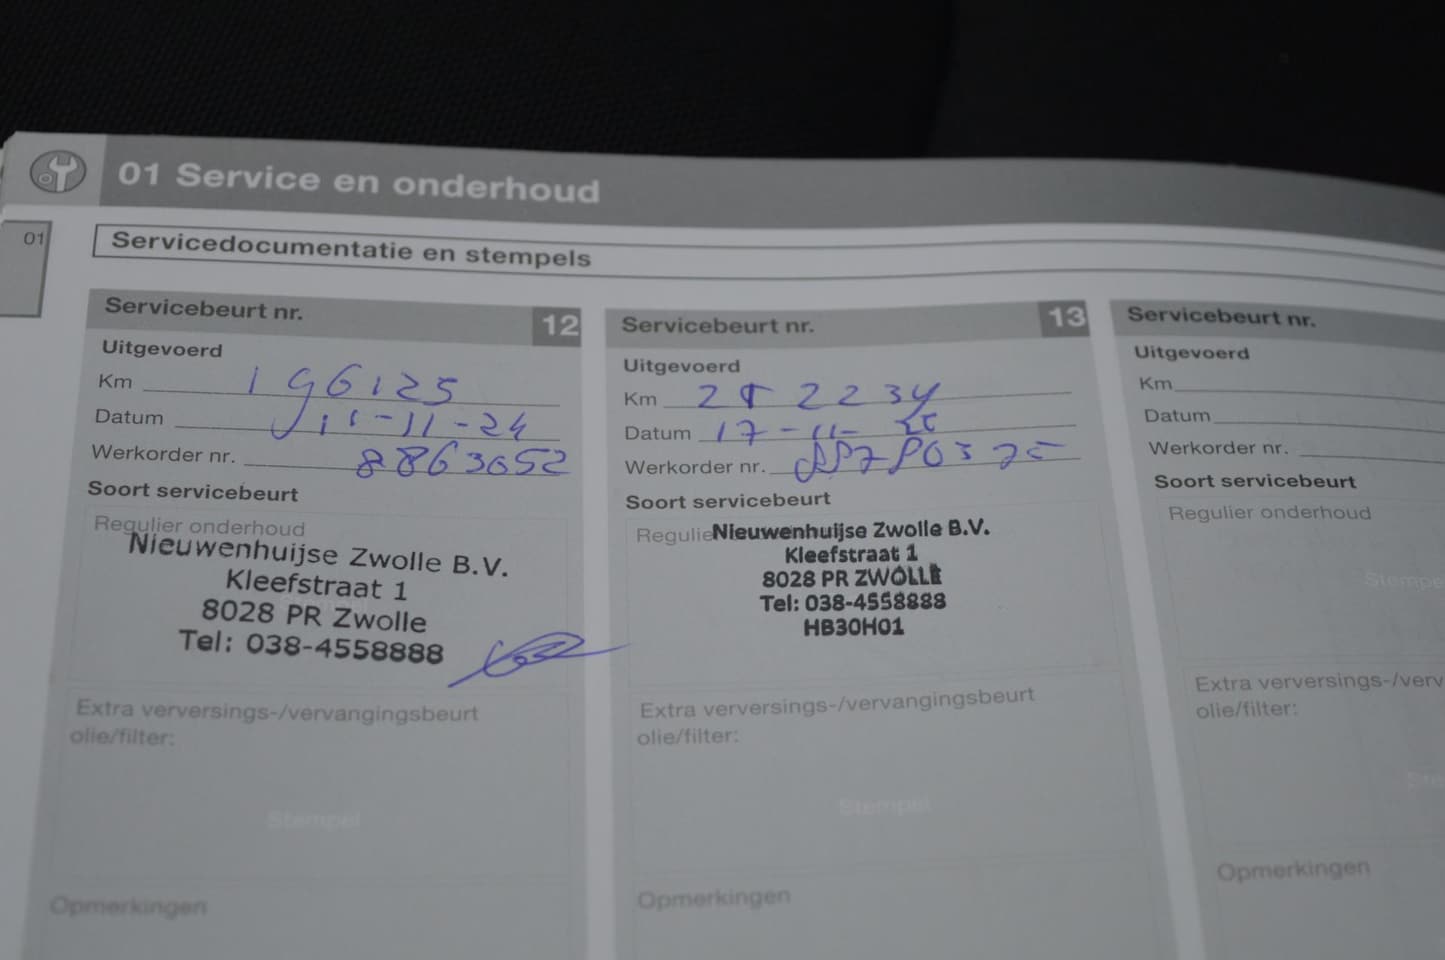 01 Service en onderhoud
01
Servicedocumentatie en stempels
Servicebeurt nr. 12
Uitgevoerd
Km 196125
Datum 11-11-24
Werkorder nr. 8863052
Soort servicebeurt
Regulier onderhoud
Nieuwenhuijse Zwolle B.V.
Kleefstraat 1
8028 PR Zwolle
Tel: 038-4558888
Extra verversings-/vervangingsbeurt
olie/filter:
Stempel
Opmerkingen
Servicebeurt nr. 13
Uitgevoerd
Km
Datum 17-11-
Werkorder nr.
Soort servicebeurt
Nieuwenhuijse Zwolle B.V.
Kleefstraat 1
8028 PR ZWOLLE
Tel: 038-4558888
HB30H01
Extra verversings-/vervangingsbeurt
olie/filter:
Stempel
Opmerkingen
Servicebeurt nr.
Uitgevoerd
Km
Datum
Werkorder nr.
Soort servicebeurt
Regulier onderhoud
Stempe
Extra verversings-/verv
olie/filter:
Ste
Opmerkingen